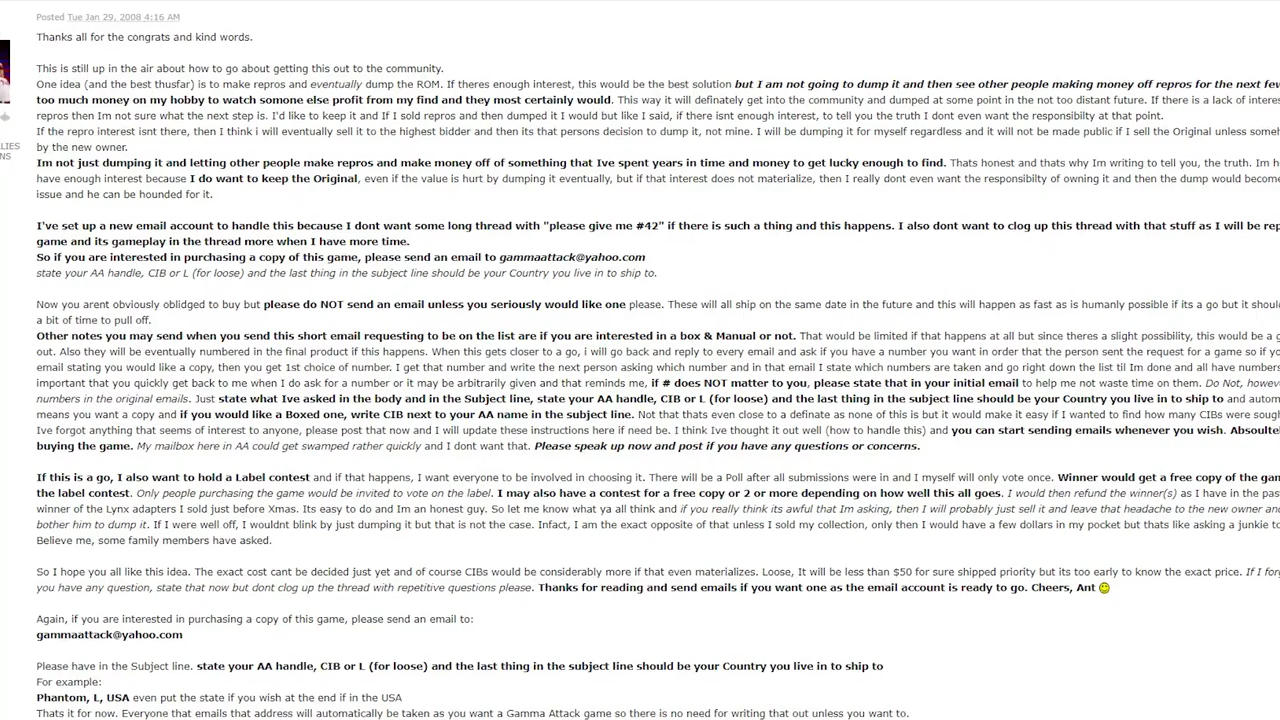 Posted Tue Jan 29, 2008 4:16 AM
Thanks all for the congrats and kind words.
This is still up in the air about how to go about getting this out to the community.
One idea (and the best thusfar) is to make repros and eventually dump the ROM. If theres enough interest, this would be the best solution but I am not going to dump it and then see other people making money off repros for the next few
too much money on my hobby to watch somone else profit from my find and they most certainly would. This way it will definately get into the community and dumped at some point in the not too distant future. If there is a lack of interes
repros then Im not sure what the next step is. I'd like to keep it and If I sold repros and then dumped it I would but like I said, if there isnt enough interest, to tell you the truth I dont even want the responsibilty at that point.
If the repro interest isnt there, then I think i will eventually sell it to the highest bidder and then its that persons decision to dump it, not mine. I will be dumping it for myself regardless and it will not be made public if I sell the Original unless someh
LIES
by the new owner.
NS
Im not just dumping it and letting other people make repros and make money off of something that Ive spent years in time and money to get lucky enough to find. Thats honest and thats why Im writing to tell you, the truth. Im h
have enough interest because I do want to keep the Original, even if the value is hurt by dumping it eventually, but if that interest does not materialize, then I really dont even want the responsibilty of owning it and then the dump would become
issue and he can be hounded for it.
I've set up a new email account to handle this because I dont want some long thread with "please give me #42" if there is such a thing and this happens. I also dont want to clog up this thread with that stuff as I will be rep
game and its gameplay in the thread more when I have more time.
So if you are interested in purchasing a copy of this game, please send an email to gammaattack@yahoo.com
state your AA handle, CIB or L (for loose) and the last thing in the subject line should be your Country you live in to ship to.
Now you arent obviously oblidged to buy but please do NOT send an email unless you seriously would like one please. These will all ship on the same date in the future and this will happen as fast as is humanly possible if its a go but it shoul
a bit of time to pull off.
Other notes you may send when you send this short email requesting to be on the list are if you are interested in a box & Manual or not. That would be limited if that happens at all but since theres a slight possibility, this would be a g
out. Also they will be eventually numbered in the final product if this happens. When this gets closer to a go, i will go back and reply to every email and ask if you have a number you want in order that the person sent the request for a game so if yo
email stating you would like a copy, then you get 1st choice of number. I get that number and write the next person asking which number and in that email I state which numbers are taken and go right down the list til Im done and all have numbers
important that you quickly get back to me when I do ask for a number or it may be arbitrarily given and that reminds me, if # does NOT matter to you, please state that in your initial email to help me not waste time on them. Do Not, howev
numbers in the original emails. Just state what Ive asked in the body and in the Subject line, state your AA handle, CIB or L (for loose) and the last thing in the subject line should be your Country you live in to ship to and autom
means you want a copy and if you would like a Boxed one, write CIB next to your AA name in the subject line. Not that thats even close to a definate as none of this is but it would make it easy if I wanted to find how many CIBs were soug
Ive forgot anything that seems of interest to anyone, please post that now and I will update these instructions here if need be. I think Ive thought it out well (how to handle this) and you can start sending emails whenever you wish. Absoulte
buying the game. My mailbox here in AA could get swamped rather quickly and I dont want that. Please speak up now and post if you have any questions or concerns.
If this is a go, I also want to hold a Label contest and if that happens, I want everyone to be involved in choosing it. There will be a Poll after all submissions were in and I myself will only vote once. Winner would get a free copy of the gam
the label contest. Only people purchasing the game would be invited to vote on the label. I may also have a contest for a free copy or 2 or more depending on how well this all goes. I would then refund the winner(s) as I have in the pas
winner of the Lynx adapters I sold just before Xmas. Its easy to do and Im an honest guy. So let me know what ya all think and if you really think its awful that Im asking, then I will probably just sell it and leave that headache to the new owner and
bother him to dump it. If I were well off, I wouldnt blink by just dumping it but that is not the case. Infact, I am the exact opposite of that unless I sold my collection, only then I would have a few dollars in my pocket but thats like asking a junkie to
Believe me, some family members have asked.
So I hope you all like this idea. The exact cost cant be decided just yet and of course CIBs would be considerably more if that even materializes. Loose, It will be less than $50 for sure shipped priority but its too early to know the exact price. If I forg
you have any question, state that now but dont clog up the thread with repetitive questions please. Thanks for reading and send emails if you want one as the email account is ready to go. Cheers, Ant
Again, if you are interested in purchasing a copy of this game, please send an email to:
gammaattack@yahoo.com
Please have in the Subject line. state your AA handle, CIB or L (for loose) and the last thing in the subject line should be your Country you live in to ship to
For example:
Phantom, L, USA even put the state if you wish at the end if in the USA
Thats it for now. Everyone that emails that address will automatically be taken as you want a Gamma Attack game so there is no need for writing that out unless you want to.